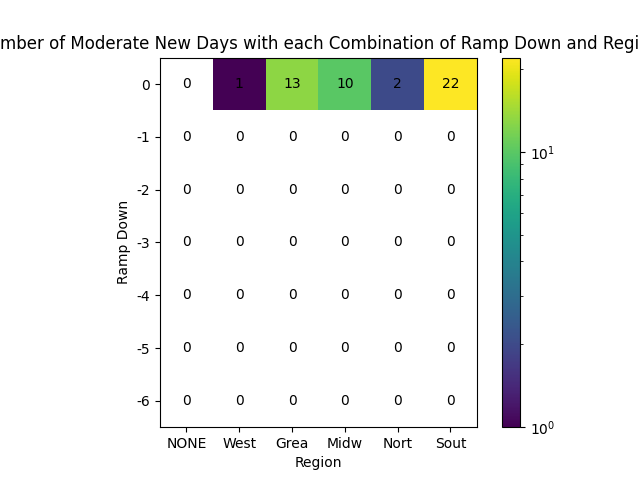 mber of Moderate New Days with each Combination of Ramp Down and Regi
0 0 1 13 10 2 22
-1 0 0 0 0 0 0
-2 0 0 0 0 0 0
-3 0 0 0 0 0 0
-4 0 0 0 0 0 0
-5 0 0 0 0 0 0
-6 0 0 0 0 0 0
NONE West Grea Midw Nort Sout
Region
Ramp Down
10¹
10⁰